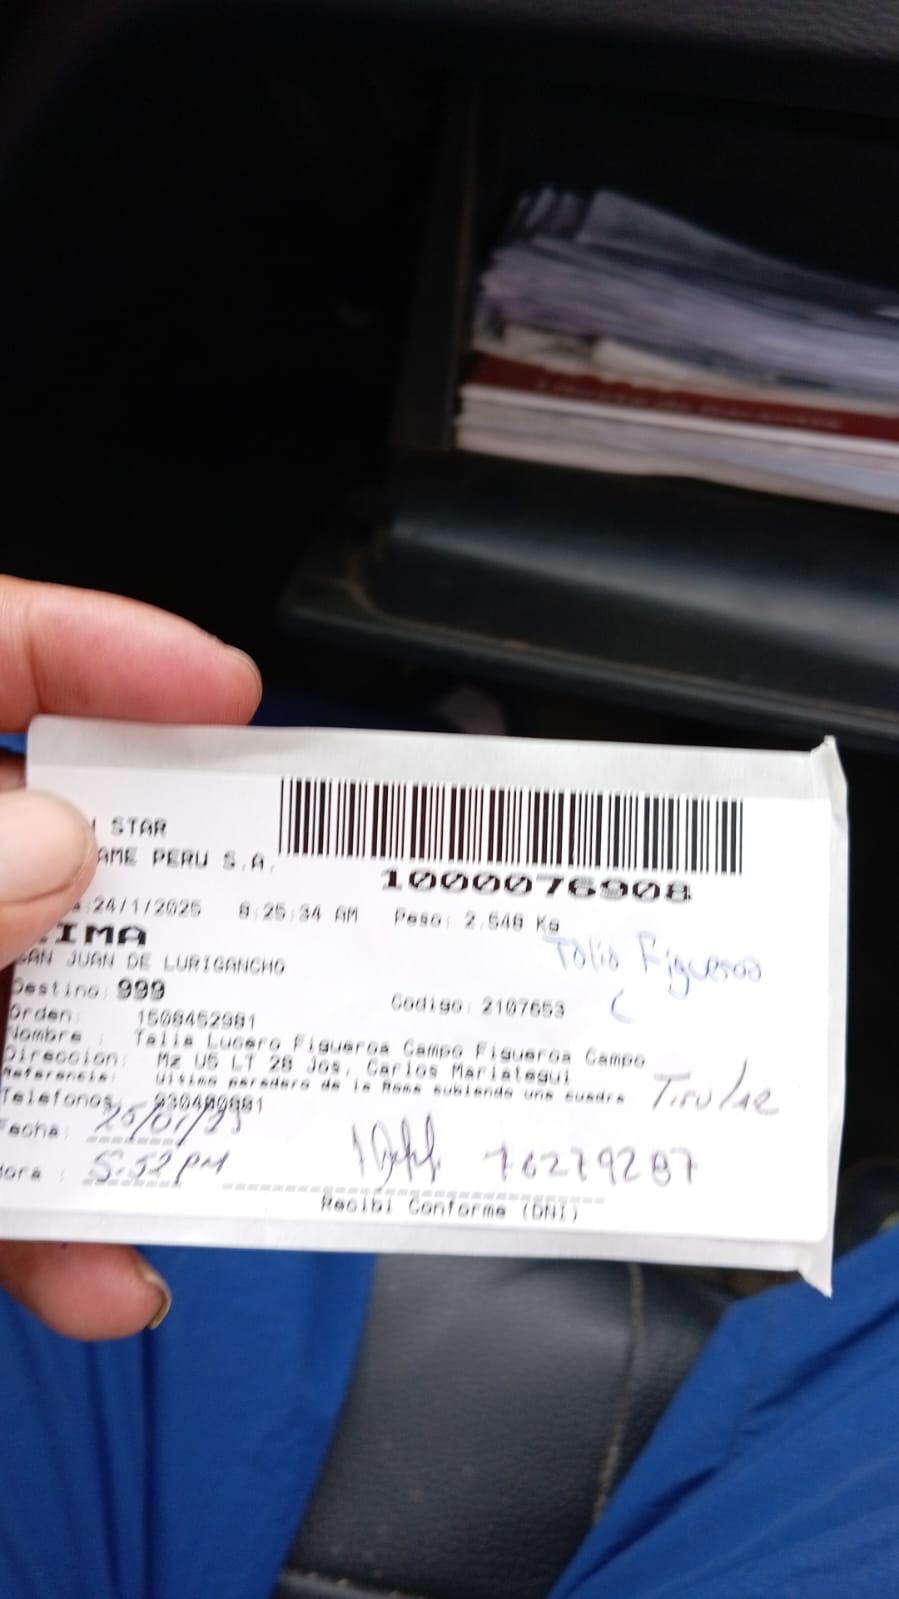 STAR
AME PERU S.A.
1000076908
:24/1/2025 8:25:34 AM Peso: 2.548 Kg
IMA
SAN JUAN DE LURIGANCHO
Talia Figueroa
Destino: 999
Codigo: 2107653
Orden: 1508452981
Nombre : Talia Lucero Figueroa Campo Figueroa Campo
Direccion: Mz U5 LT 28 Jos, Carlos Mariategui
Referencia: ultimo paradero de la Roma subiendo una cuadra
Titular
Telefonos:
Fecha: 25/01/25
Hora : 5:52 PM
76279287
Recibi Conforme (DNI)